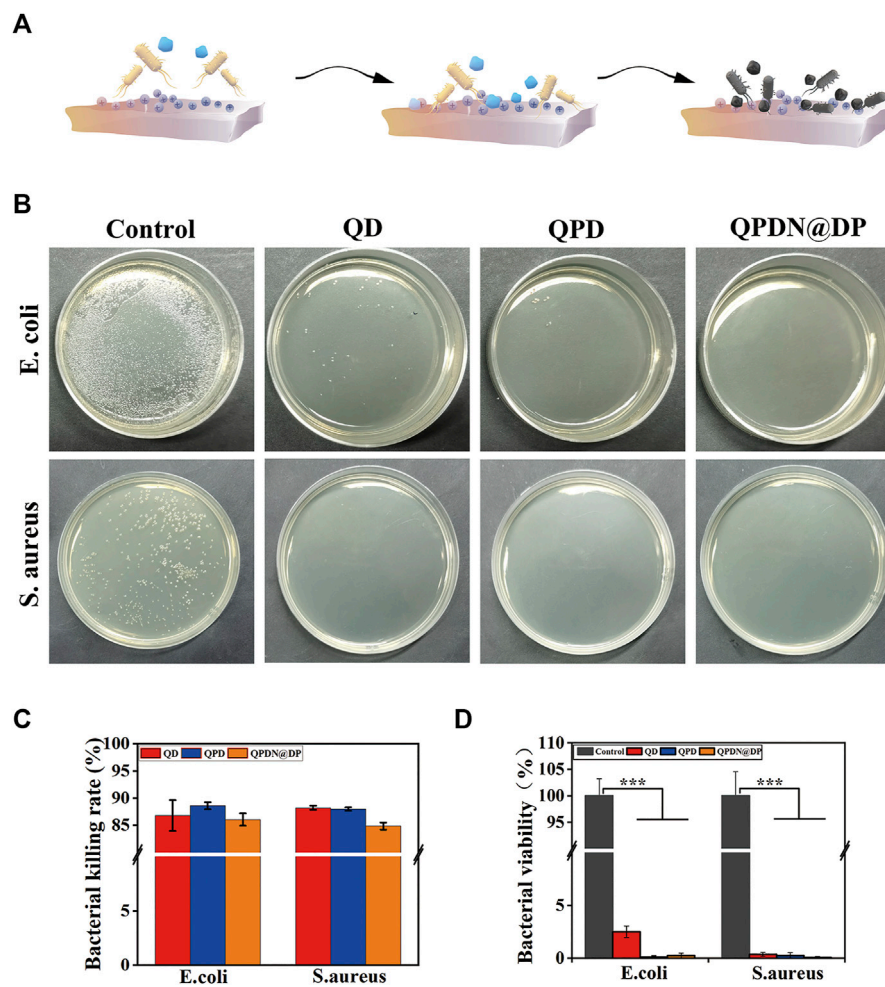 A
B
Control QD QPD QPDN@DP
E. coli
S. aureus
C
Bacterial killing rate (%)
100
95
90
85
5
0
QD QPD QPDN@DP
E.coli S.aureus
D
Bacterial viability (%)
110
105
100
95
5
0
Control QD QPD QPDN@DP
*** ***
E.coli S.aureus